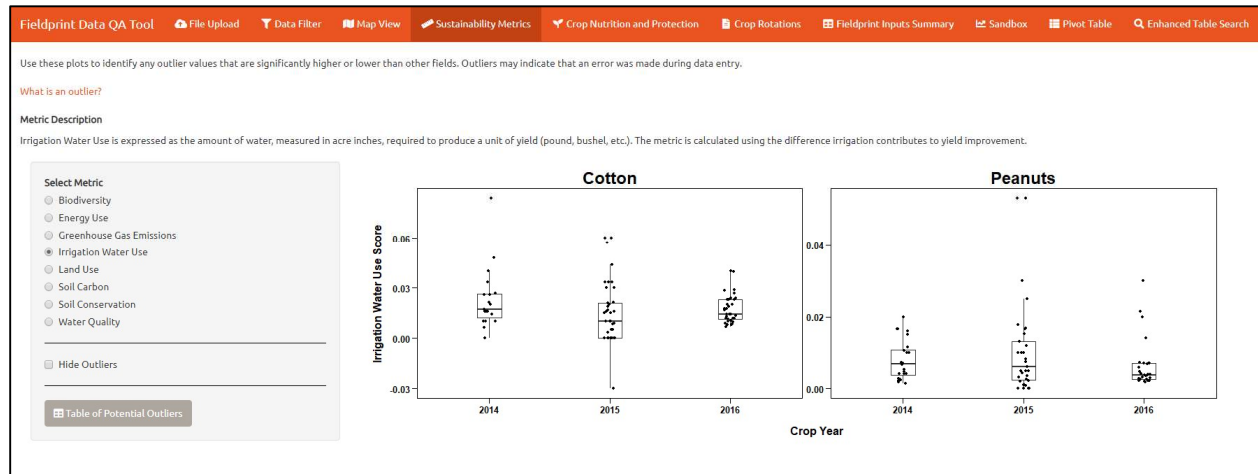 Fieldprint Data QA Tool File Upload Data Filter Map View Sustainability Metrics Crop Nutrition and Protection Crop Rotations Fieldprint Inputs Summary Sandbox Pivot Table Enhanced Table Search
Use these plots to identify any outlier values that are significantly higher or lower than other fields. Outliers may indicate that an error was made during data entry.
What is an outlier?
Metric Description
Irrigation Water Use is expressed as the amount of water, measured in acre inches, required to produce a unit of yield (pound, bushel, etc.). The metric is calculated using the difference irrigation contributes to yield improvement.
Select Metric
Biodiversity
Energy Use
Greenhouse Gas Emissions
Irrigation Water Use
Land Use
Soil Carbon
Soil Conservation
Water Quality
Hide Outliers
Table of Potential Outliers
Cotton
Irrigation Water Use Score
0.06
0.03
0.00
-0.03
2014 2015 2016
Peanuts
0.04
0.02
0.00
2014 2015 2016
Crop Year